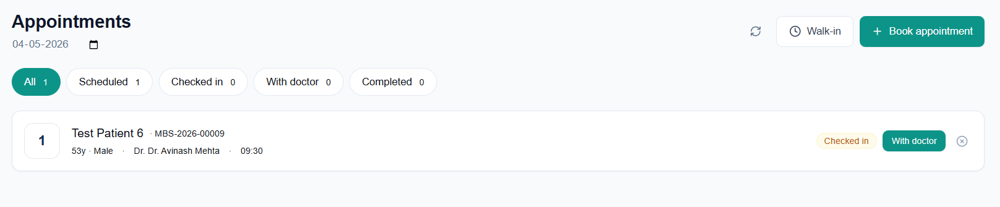 Appointments
04-05-2026
Walk-in
+ Book appointment
All 1
Scheduled 1
Checked in 0
With doctor 0
Completed 0
1
Test Patient 6 · MBS-2026-00009
53y · Male · Dr. Dr. Avinash Mehta · 09:30
Checked in
With doctor